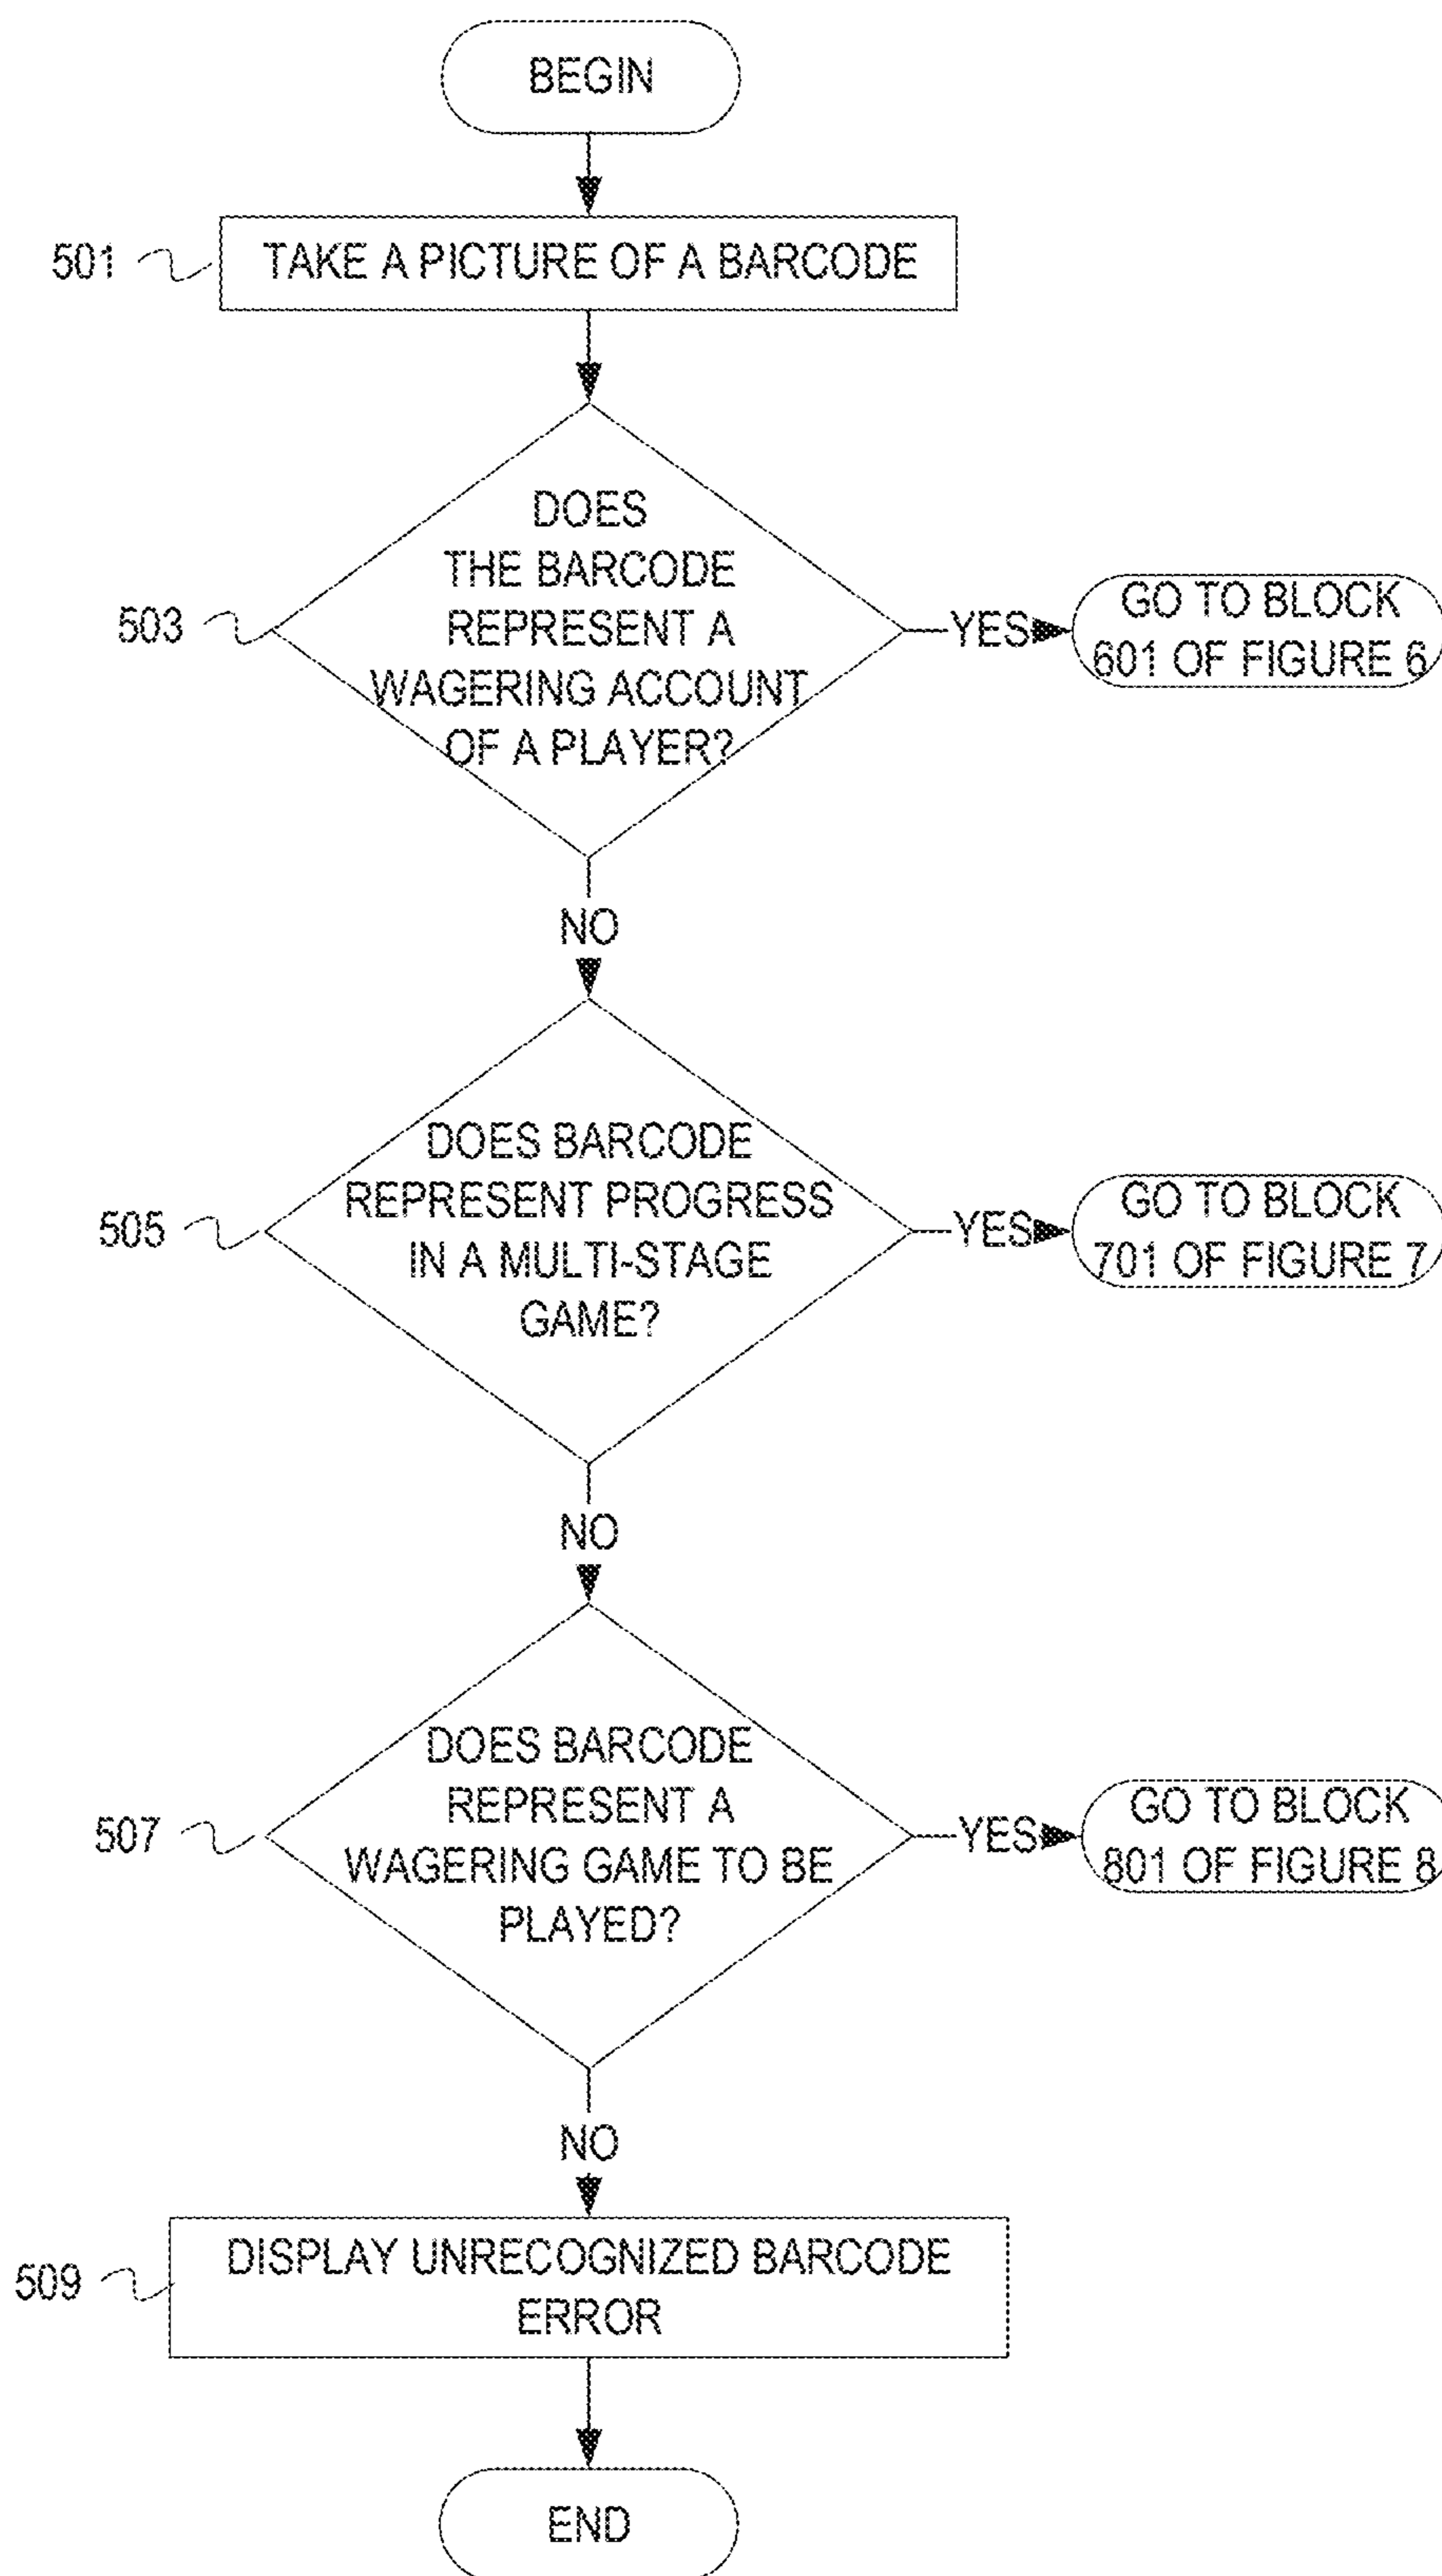 BEGIN
501
TAKE A PICTURE OF A BARCODE
DOES
THE BARCODE
REPRESENT A
WAGERING ACCOUNT
OF A PLAYER?
503
YES
GO TO BLOCK
601 OF FIGURE 6
NO
DOES BARCODE
REPRESENT PROGRESS
IN A MULTI-STAGE
GAME?
505
YES
GO TO BLOCK
701 OF FIGURE 7
NO
DOES BARCODE
REPRESENT A
WAGERING GAME TO BE
PLAYED?
507
YES
GO TO BLOCK
801 OF FIGURE 8
NO
509
DISPLAY UNRECOGNIZED BARCODE
ERROR
END